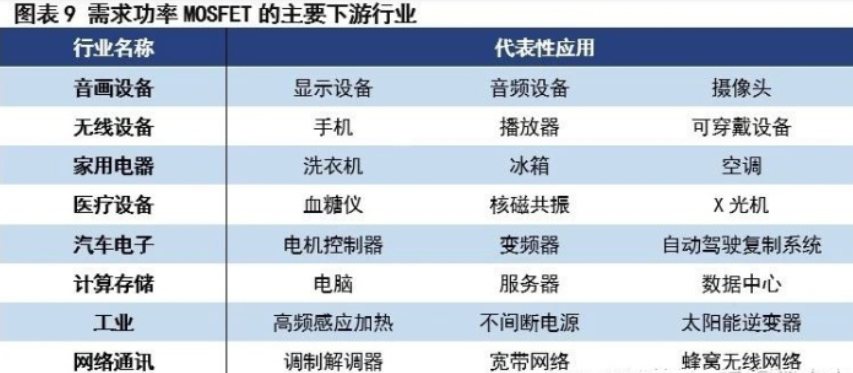 图表 9 需求功率 MOSFET 的主要下游行业
行业名称 代表性应用
音画设备 显示设备 音频设备 摄像头
无线设备 手机 播放器 可穿戴设备
家用电器 洗衣机 冰箱 空调
医疗设备 血糖仪 核磁共振 X 光机
汽车电子 电机控制器 变频器 自动驾驶复制系统
计算存储 电脑 服务器 数据中心
工业 高频感应加热 不间断电源 太阳能逆变器
网络通讯 调制解调器 宽带网络 蜂窝无线网络